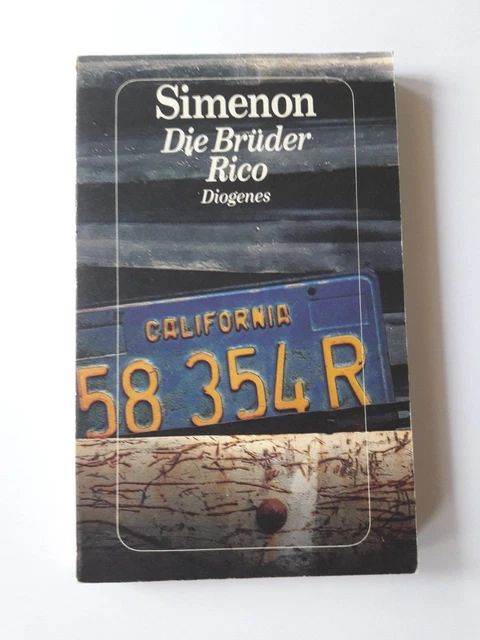 Simenon
Die Brüder
Rico
Diogenes
CALIFORNIA
58 354 R